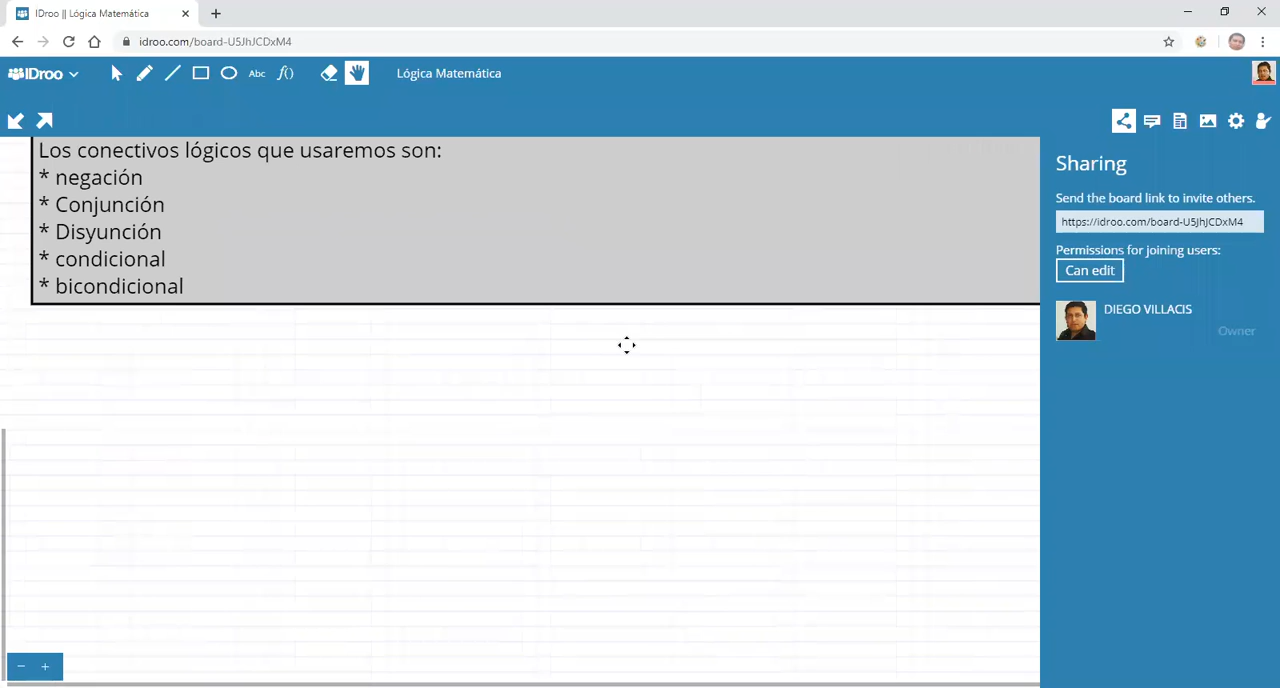 IDroo || Lógica Matemática
idroo.com/board-U5JhJCDxM4
IDroo
Abc
f()
Lógica Matemática
Los conectivos lógicos que usaremos son:
* negación
* Conjunción
* Disyunción
* condicional
* bicondicional
Sharing
Send the board link to invite others.
https://idroo.com/board-U5JhJCDxM4
Permissions for joining users:
Can edit
DIEGO VILLACIS
Owner